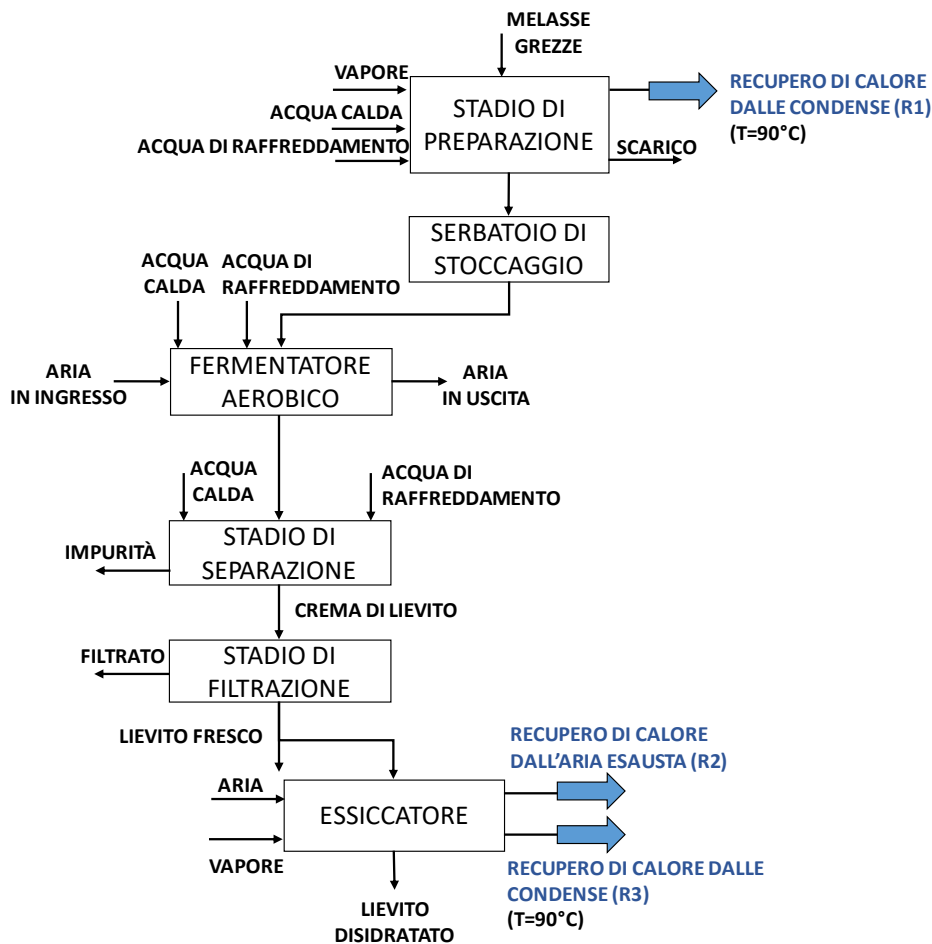 MELASSE
GREZZE
VAPORE
ACQUA CALDA
ACQUA DI RAFFREDDAMENTO
STADIO DI
PREPARAZIONE
RECUPERO DI CALORE
DALLE CONDENSE (R1)
(T=90°C)
SCARICO
SERBATOIO DI
STOCCAGGIO
ACQUA
CALDA
ACQUA DI
RAFFREDDAMENTO
ARIA
IN INGRESSO
FERMENTATORE
AEROBICO
ARIA
IN USCITA
ACQUA
CALDA
ACQUA DI
RAFFREDDAMENTO
STADIO DI
SEPARAZIONE
IMPURITÀ
CREMA DI LIEVITO
STADIO DI
FILTRAZIONE
FILTRATO
LIEVITO FRESCO
RECUPERO DI CALORE
DALL'ARIA ESAUSTA (R2)
ARIA
ESSICCATORE
VAPORE
RECUPERO DI CALORE DALLE
CONDENSE (R3)
(T=90°C)
LIEVITO
DISIDRATATO